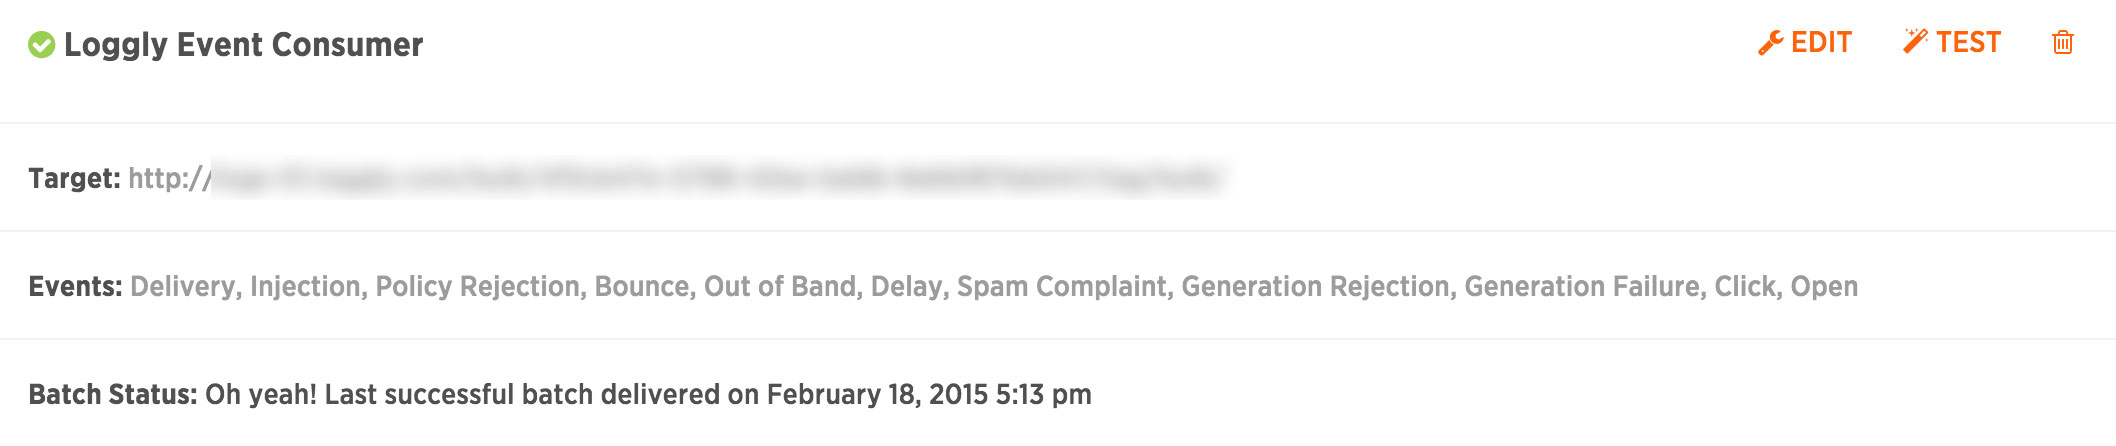 Loggly Event Consumer
EDIT
TEST
Target: http://
Events: Delivery, Injection, Policy Rejection, Bounce, Out of Band, Delay, Spam Complaint, Generation Rejection, Generation Failure, Click, Open
Batch Status: Oh yeah! Last successful batch delivered on February 18, 2015 5:13 pm